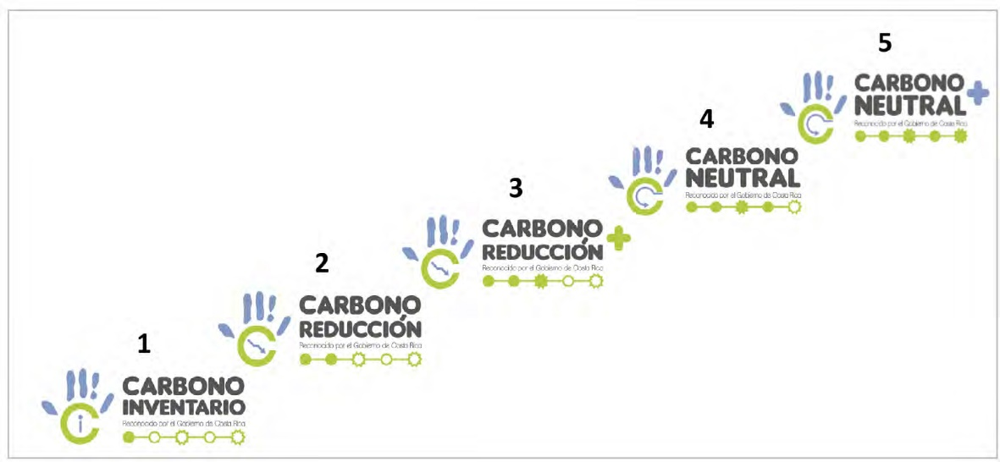 5
CARBONO
NEUTRAL
Reconocido por el Gobierno de Costa Rica
4
CARBONO
NEUTRAL
Reconocido por el Gobierno de Costa Rica
3
CARBONO
REDUCCIÓN
Reconocido por el Gobierno de Costa Rica
2
CARBONO
REDUCCIÓN
Reconocido por el Gobierno de Costa Rica
1
CARBONO
INVENTARIO
Reconocido por el Gobierno de Costa Rica